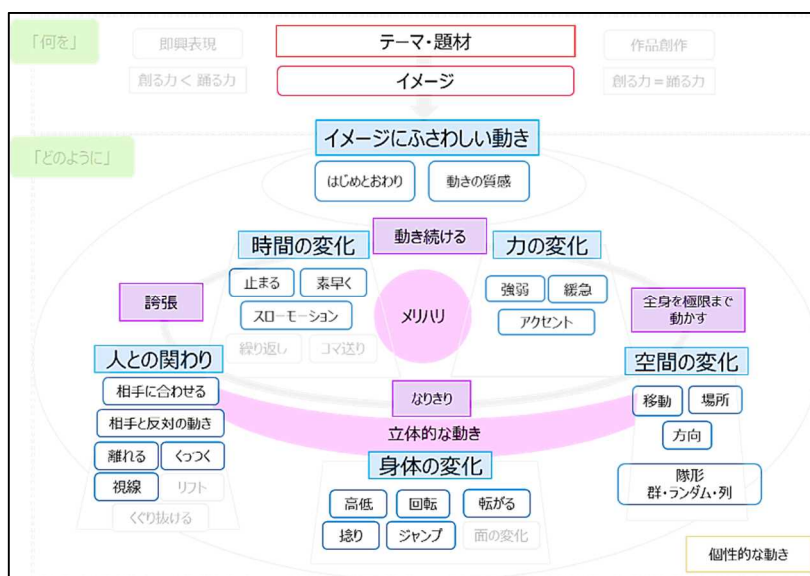 「何を」
即興表現
テーマ・題材
作品創作
創る力＜踊る力
イメージ
創る力＝踊る力
イメージにふさわしい動き
「どのように」
はじめとおわり
動きの質感
動き続ける
時間の変化
力の変化
止まる
素早く
強弱
緩急
誇張
メリハリ
全身を極限まで
動かす
スローモーション
アクセント
繰り返し
コマ送り
人との関わり
空間の変化
相手に合わせる
なりきり
移動
場所
相手と反対の動き
立体的な動き
方向
離れる
くっつく
身体の変化
視線
リフト
隊形
群・ランダム・列
高低
回転
転がる
くぐり抜ける
捻り
ジャンプ
面の変化
個性的な動き